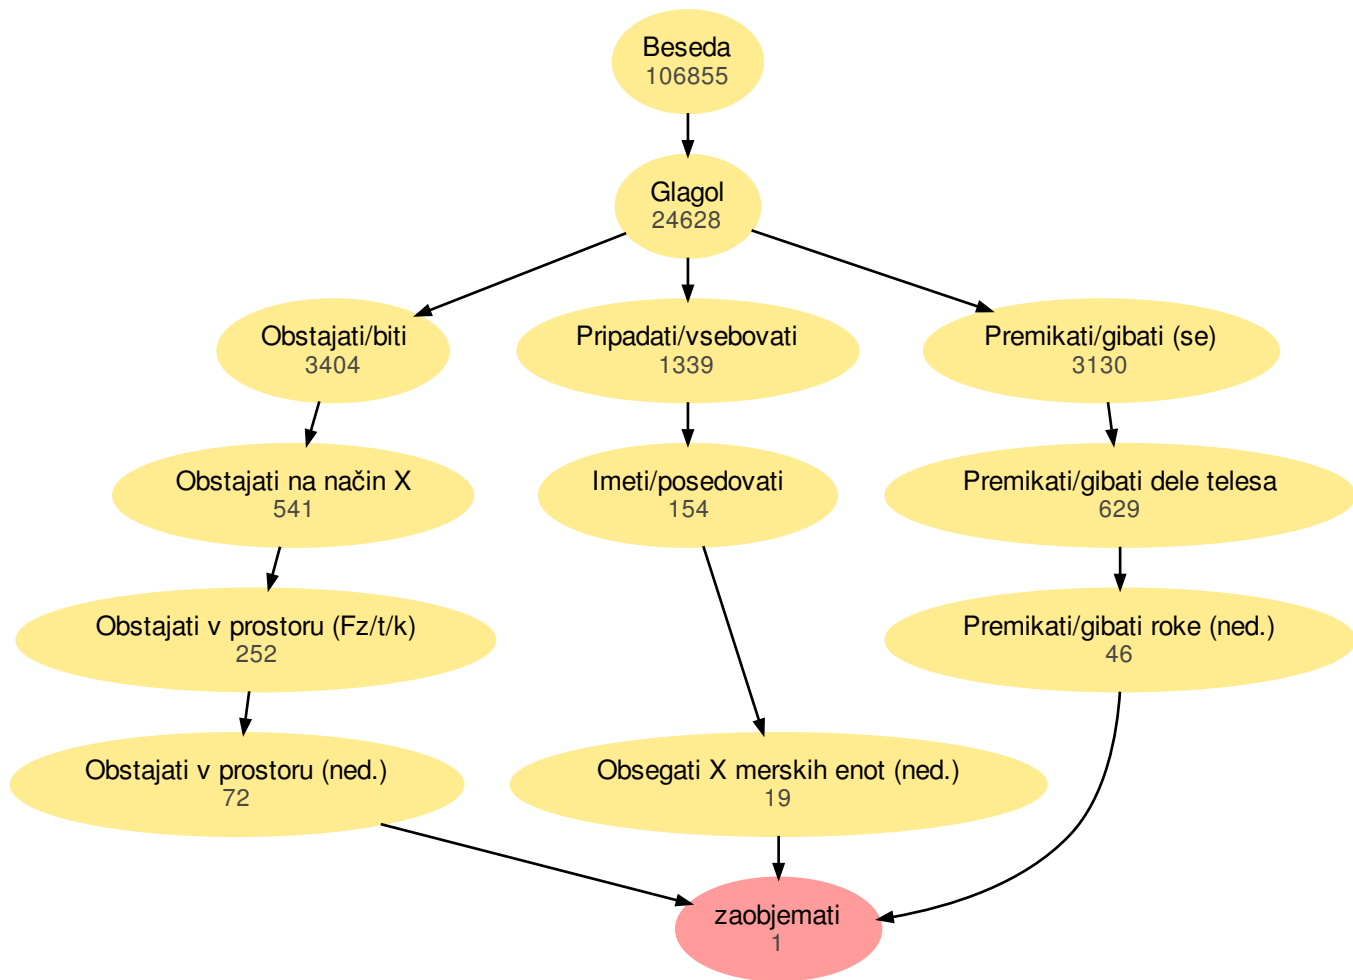 Beseda
106855
Glagol
24628
Obstajati/biti
3404
Pripadati/vsebovati
1339
Premikati/gibati (se)
3130
Obstajati na način X
541
Imeti/posedovati
154
Premikati/gibati dele telesa
629
Obstajati v prostoru (Fz/t/k)
252
Premikati/gibati roke (ned.)
46
Obstajati v prostoru (ned.)
72
Obsegati X merskih enot (ned.)
19
zaobjemati
1